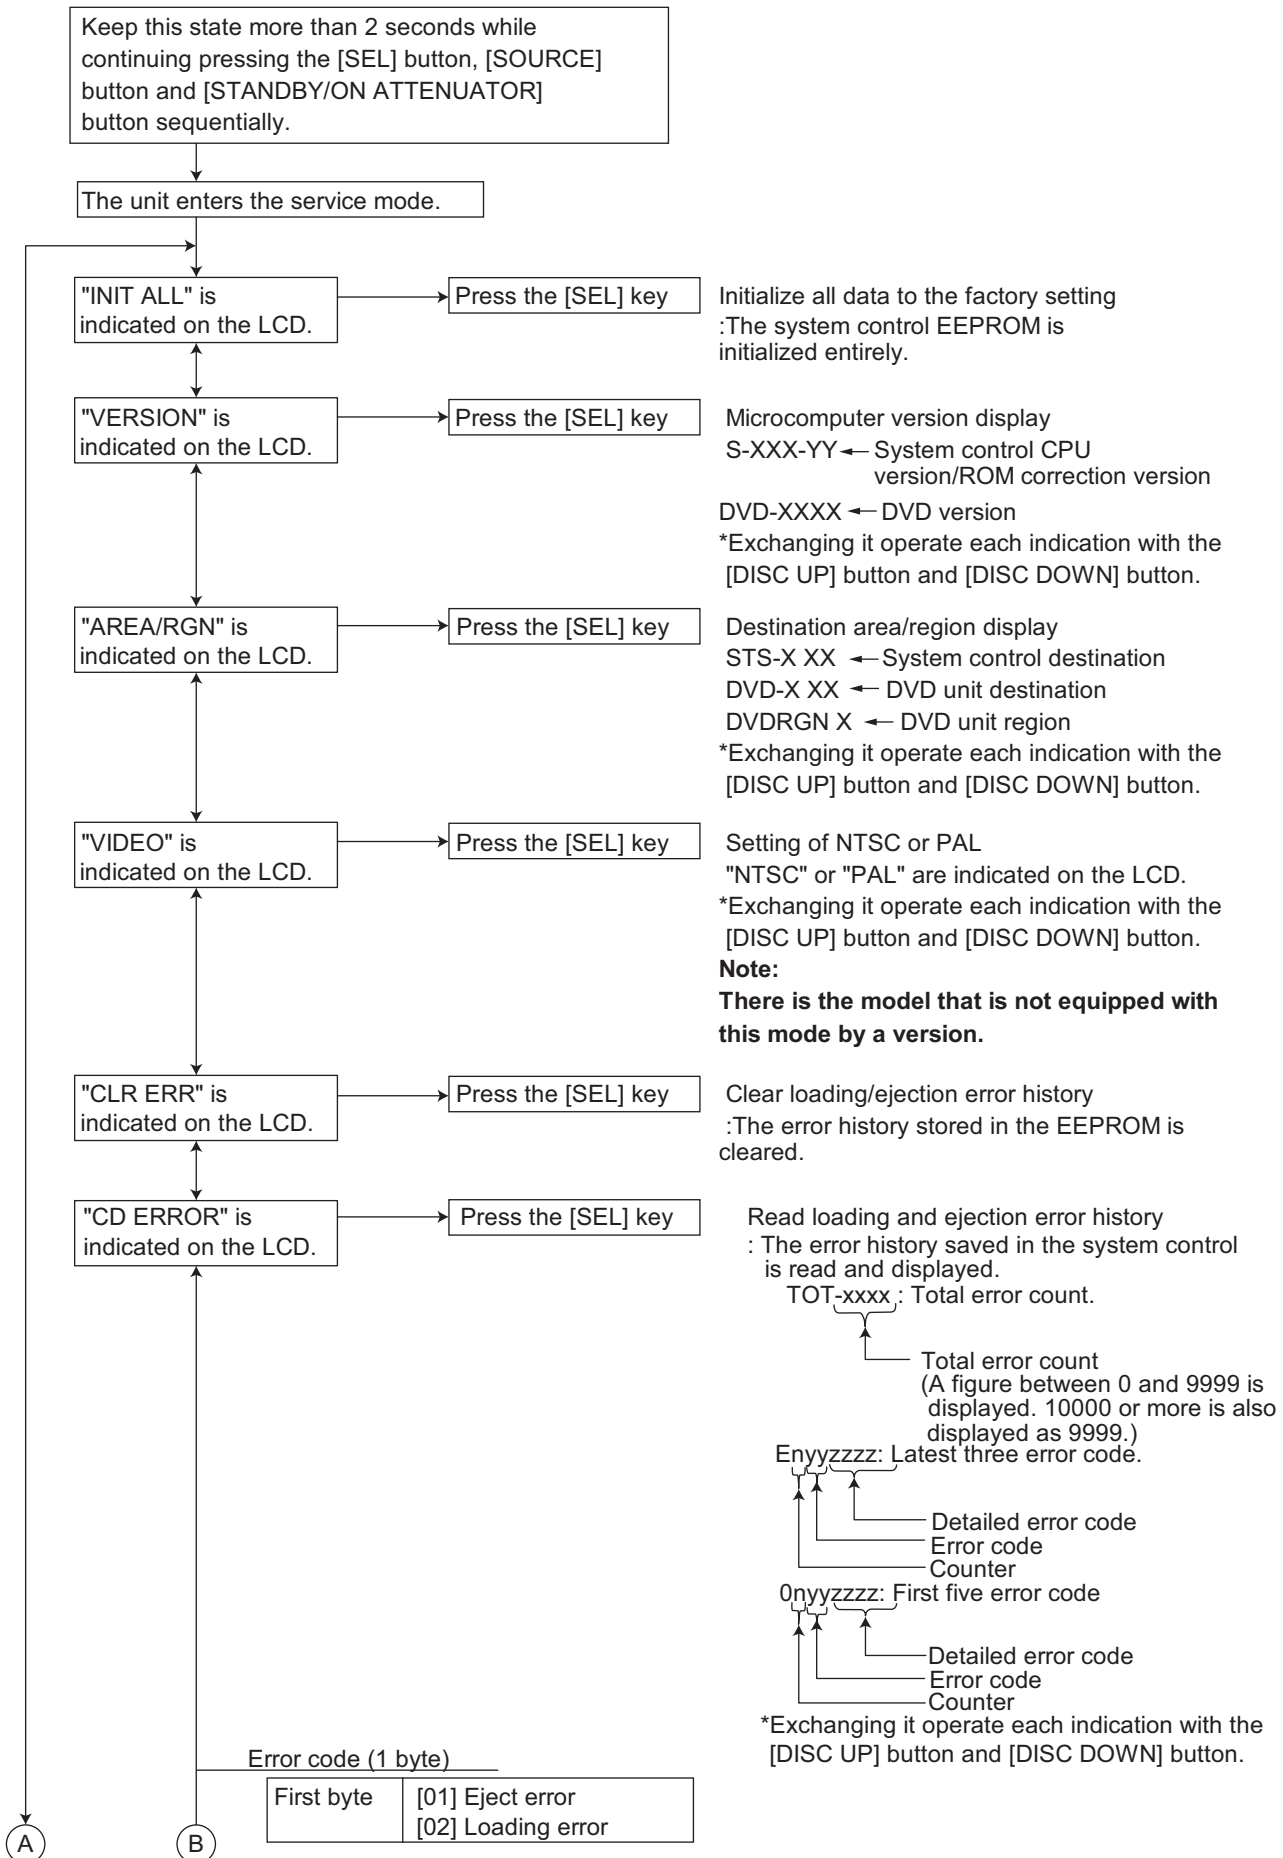 Keep this state more than 2 seconds while
continuing pressing the [SEL] button, [SOURCE]
button and [STANDBY/ON ATTENUATOR]
button sequentially.
The unit enters the service mode.
"INIT ALL" is
indicated on the LCD.
Press the [SEL] key
Initialize all data to the factory setting
:The system control EEPROM is
initialized entirely.
"VERSION" is
indicated on the LCD.
Press the [SEL] key
Microcomputer version display
S-XXX-YY System control CPU
version/ROM correction version
DVD-XXXX DVD version
*Exchanging it operate each indication with the
[DISC UP] button and [DISC DOWN] button.
"AREA/RGN" is
indicated on the LCD.
Press the [SEL] key
Destination area/region display
STS-X XX System control destination
DVD-X XX DVD unit destination
DVDRGN X DVD unit region
*Exchanging it operate each indication with the
[DISC UP] button and [DISC DOWN] button.
"VIDEO" is
indicated on the LCD.
Press the [SEL] key
Setting of NTSC or PAL
"NTSC" or "PAL" are indicated on the LCD.
*Exchanging it operate each indication with the
[DISC UP] button and [DISC DOWN] button.
Note:
There is the model that is not equipped with
this mode by a version.
"CLR ERR" is
indicated on the LCD.
Press the [SEL] key
Clear loading/ejection error history
:The error history stored in the EEPROM is
cleared.
"CD ERROR" is
indicated on the LCD.
Press the [SEL] key
Read loading and ejection error history
: The error history saved in the system control
is read and displayed.
TOT-xxxx : Total error count.
Total error count
(A figure between 0 and 9999 is
displayed. 10000 or more is also
displayed as 9999.)
Enyyzzzz: Latest three error code.
Detailed error code
Error code
Counter
0nyyzzzz: First five error code
Detailed error code
Error code
Counter
*Exchanging it operate each indication with the
[DISC UP] button and [DISC DOWN] button.
Error code (1 byte)
First byte [01] Eject error
[02] Loading error
A
B